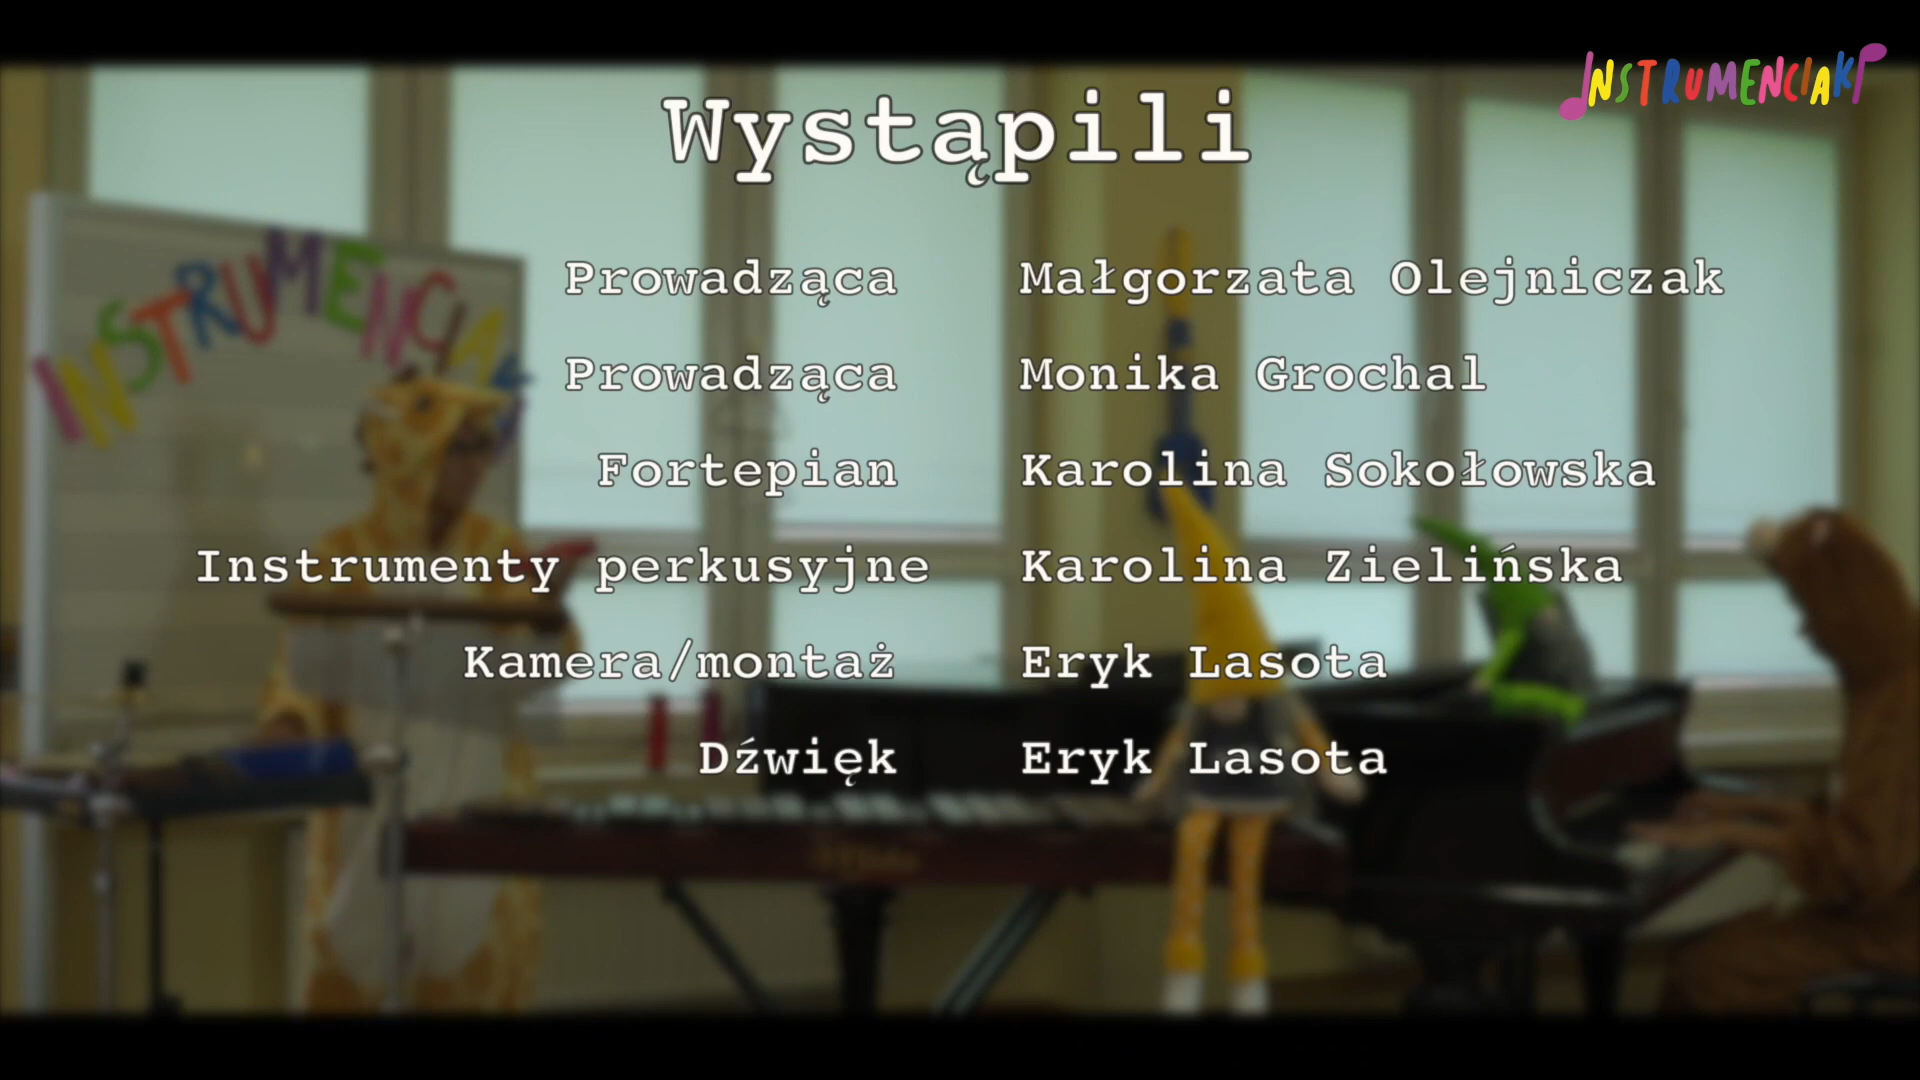 INSTRUMENCIAKI
Wystąpili
Prowadząca Małgorzata Olejniczak
Prowadząca Monika Grochal
Fortepian Karolina Sokołowska
Instrumenty perkusyjne Karolina Zielińska
Kamera/montaż Eryk Lasota
Dźwięk Eryk Lasota
INSTRUMENCIAK